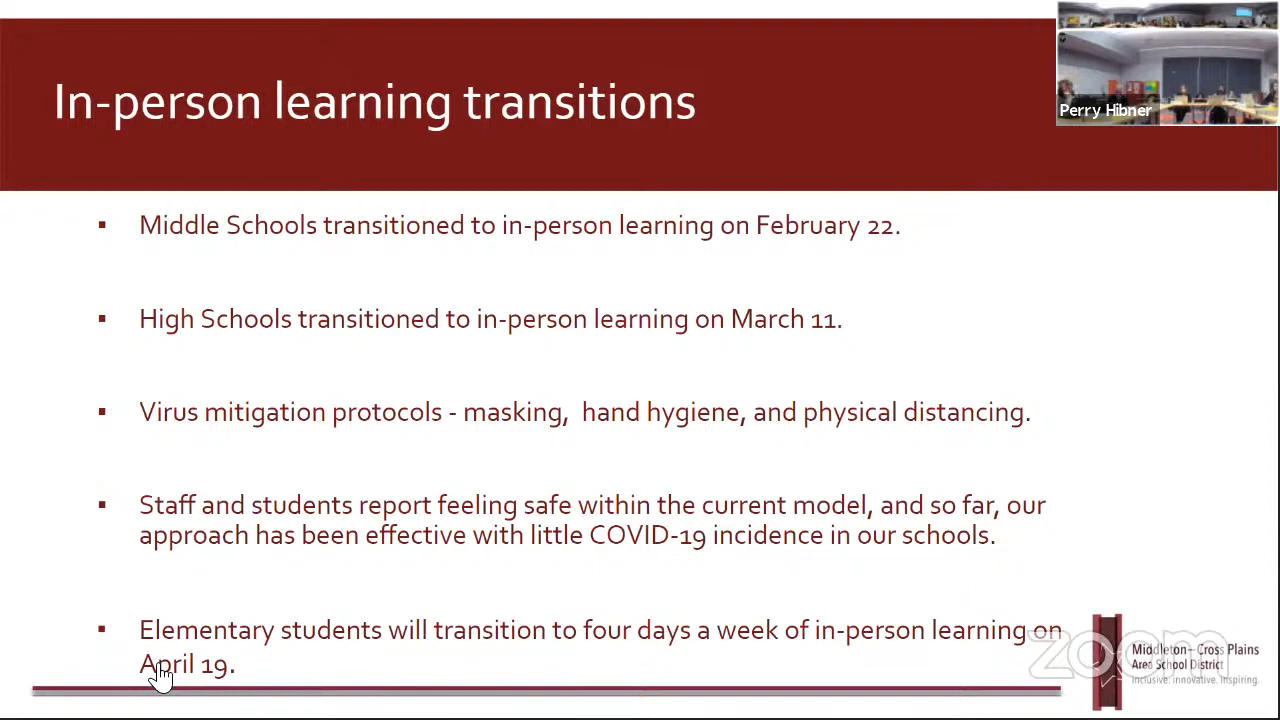 In-person learning transitions
Perry Hibner
▪ Middle Schools transitioned to in-person learning on February 22.
▪ High Schools transitioned to in-person learning on March 11.
▪ Virus mitigation protocols - masking,  hand hygiene, and physical distancing.
▪ Staff and students report feeling safe within the current model, and so far, our
approach has been effective with little COVID-19 incidence in our schools.
▪ Elementary students will transition to four days a week of in-person learning on
April 19.
zoom
Middleton–Cross Plains
Area School District
Inclusive. Innovative. Inspiring.